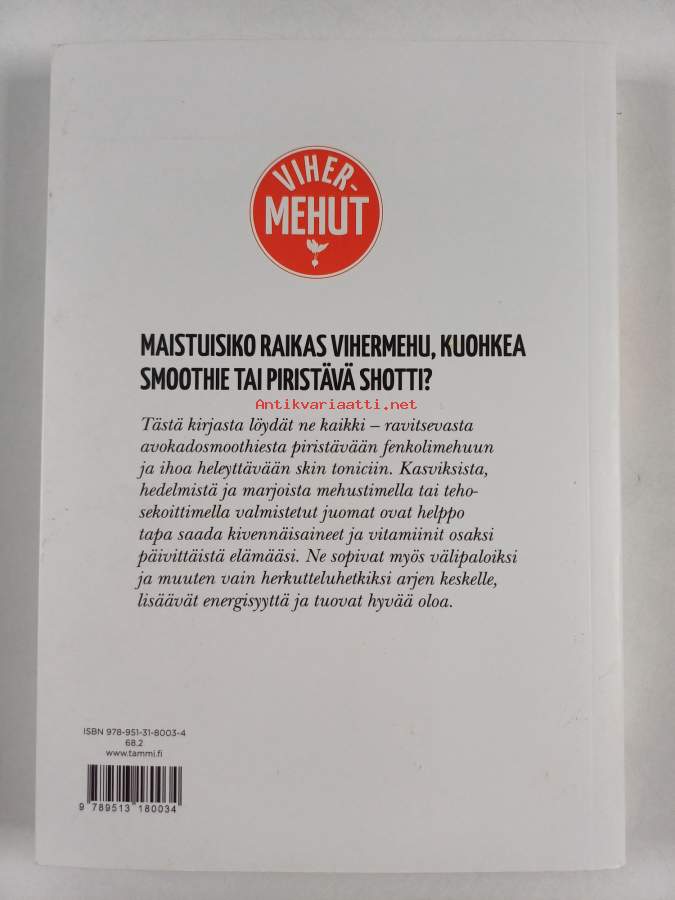 VIHER-
MEHUT
MAISTUISIKO RAIKAS VIHERMEHU, KUOHKEA
SMOOTHIE TAI PIRISTÄVÄ SHOTTI?
Antikvariaatti.net
Tästä kirjasta löydät ne kaikki – ravitsevasta
avokadosmoothiesta piristävään fenkolimehuun
ja ihoa heleyttävään skin toniciin. Kasviksista,
hedelmistä ja marjoista mehustimella tai teho-
sekoittimella valmistetut juomat ovat helppo
tapa saada kivennäisaineet ja vitamiinit osaksi
päivittäistä elämääsi. Ne sopivat myös välipaloiksi
ja muuten vain herkutteluhetkiksi arjen keskelle,
lisäävät energisyyttä ja tuovat hyvää oloa.
ISBN 978-951-31-8003-4
68.2
www.tammi.fi
9 789513 180034